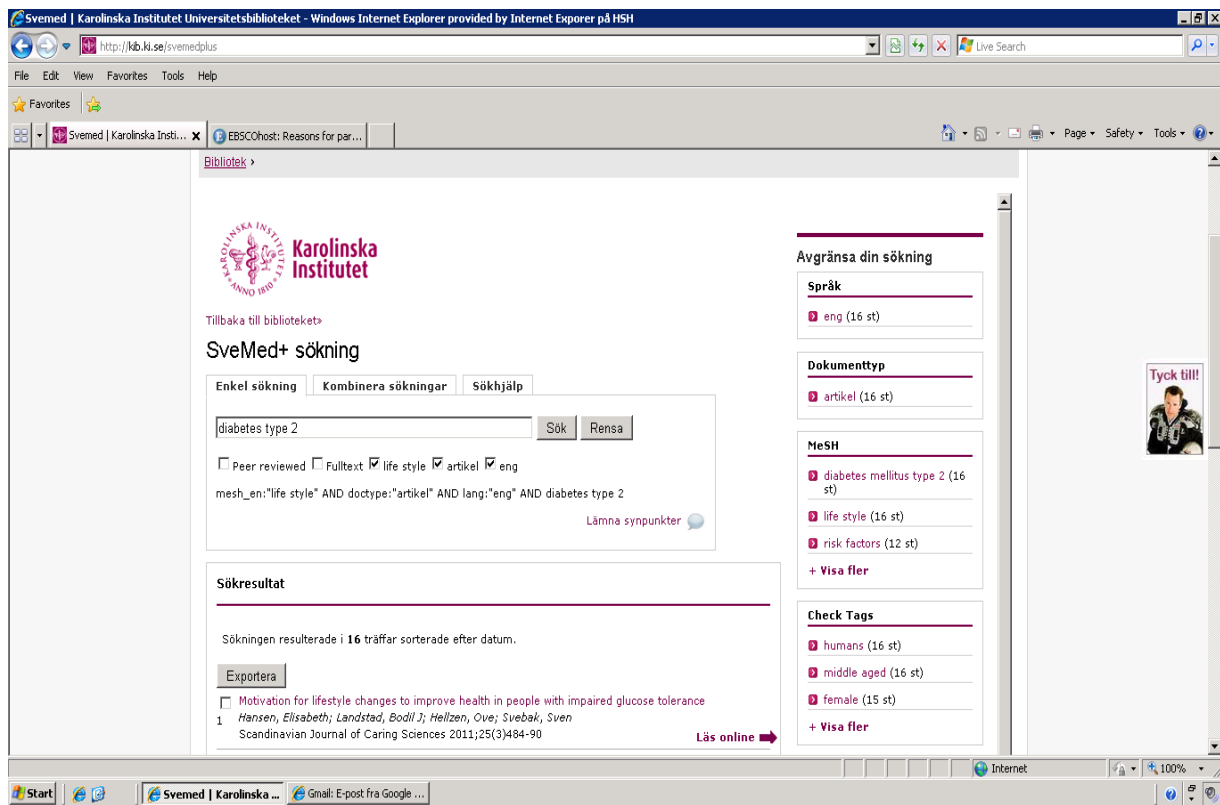 Svemed | Karolinska Institutet Universitetsbiblioteket - Windows Internet Explorer provided by Internet Exporer på HSH
http://kib.ki.se/svemedplus
Live Search
File Edit View Favorites Tools Help
Favorites
Svemed | Karolinska Insti... EBSCOhost: Reasons for par... Page Safety Tools
Bibliotek ›
KAROLINSKA INSTITUTET ANNO 1810
Karolinska
Institutet
Tillbaka till biblioteket»
SveMed+ sökning
Enkel sökning Kombinera sökningar Sökhjälp
diabetes type 2 Sök Rensa
Peer reviewed Fulltext life style artikel eng
mesh_en:"life style" AND doctype:"artikel" AND lang:"eng" AND diabetes type 2
Lämna synpunkter
Sökresultat
Sökningen resulterade i 16 träffar sorterade efter datum.
Exportera
Motivation for lifestyle changes to improve health in people with impaired glucose tolerance
1 Hansen, Elisabeth; Landstad, Bodil J; Hellzen, Ove; Svebak, Sven
Scandinavian Journal of Caring Sciences 2011;25(3)484-90
Läs online
Avgränsa din sökning
Språk
eng (16 st)
Dokumenttyp
artikel (16 st)
MeSH
diabetes mellitus type 2 (16
st)
life style (16 st)
risk factors (12 st)
+ Visa fler
Check Tags
humans (16 st)
middle aged (16 st)
female (15 st)
+ Visa fler
Tyck till!
Internet 100%
Start Svemed | Karolinska ... Gmail: E-post fra Google ...